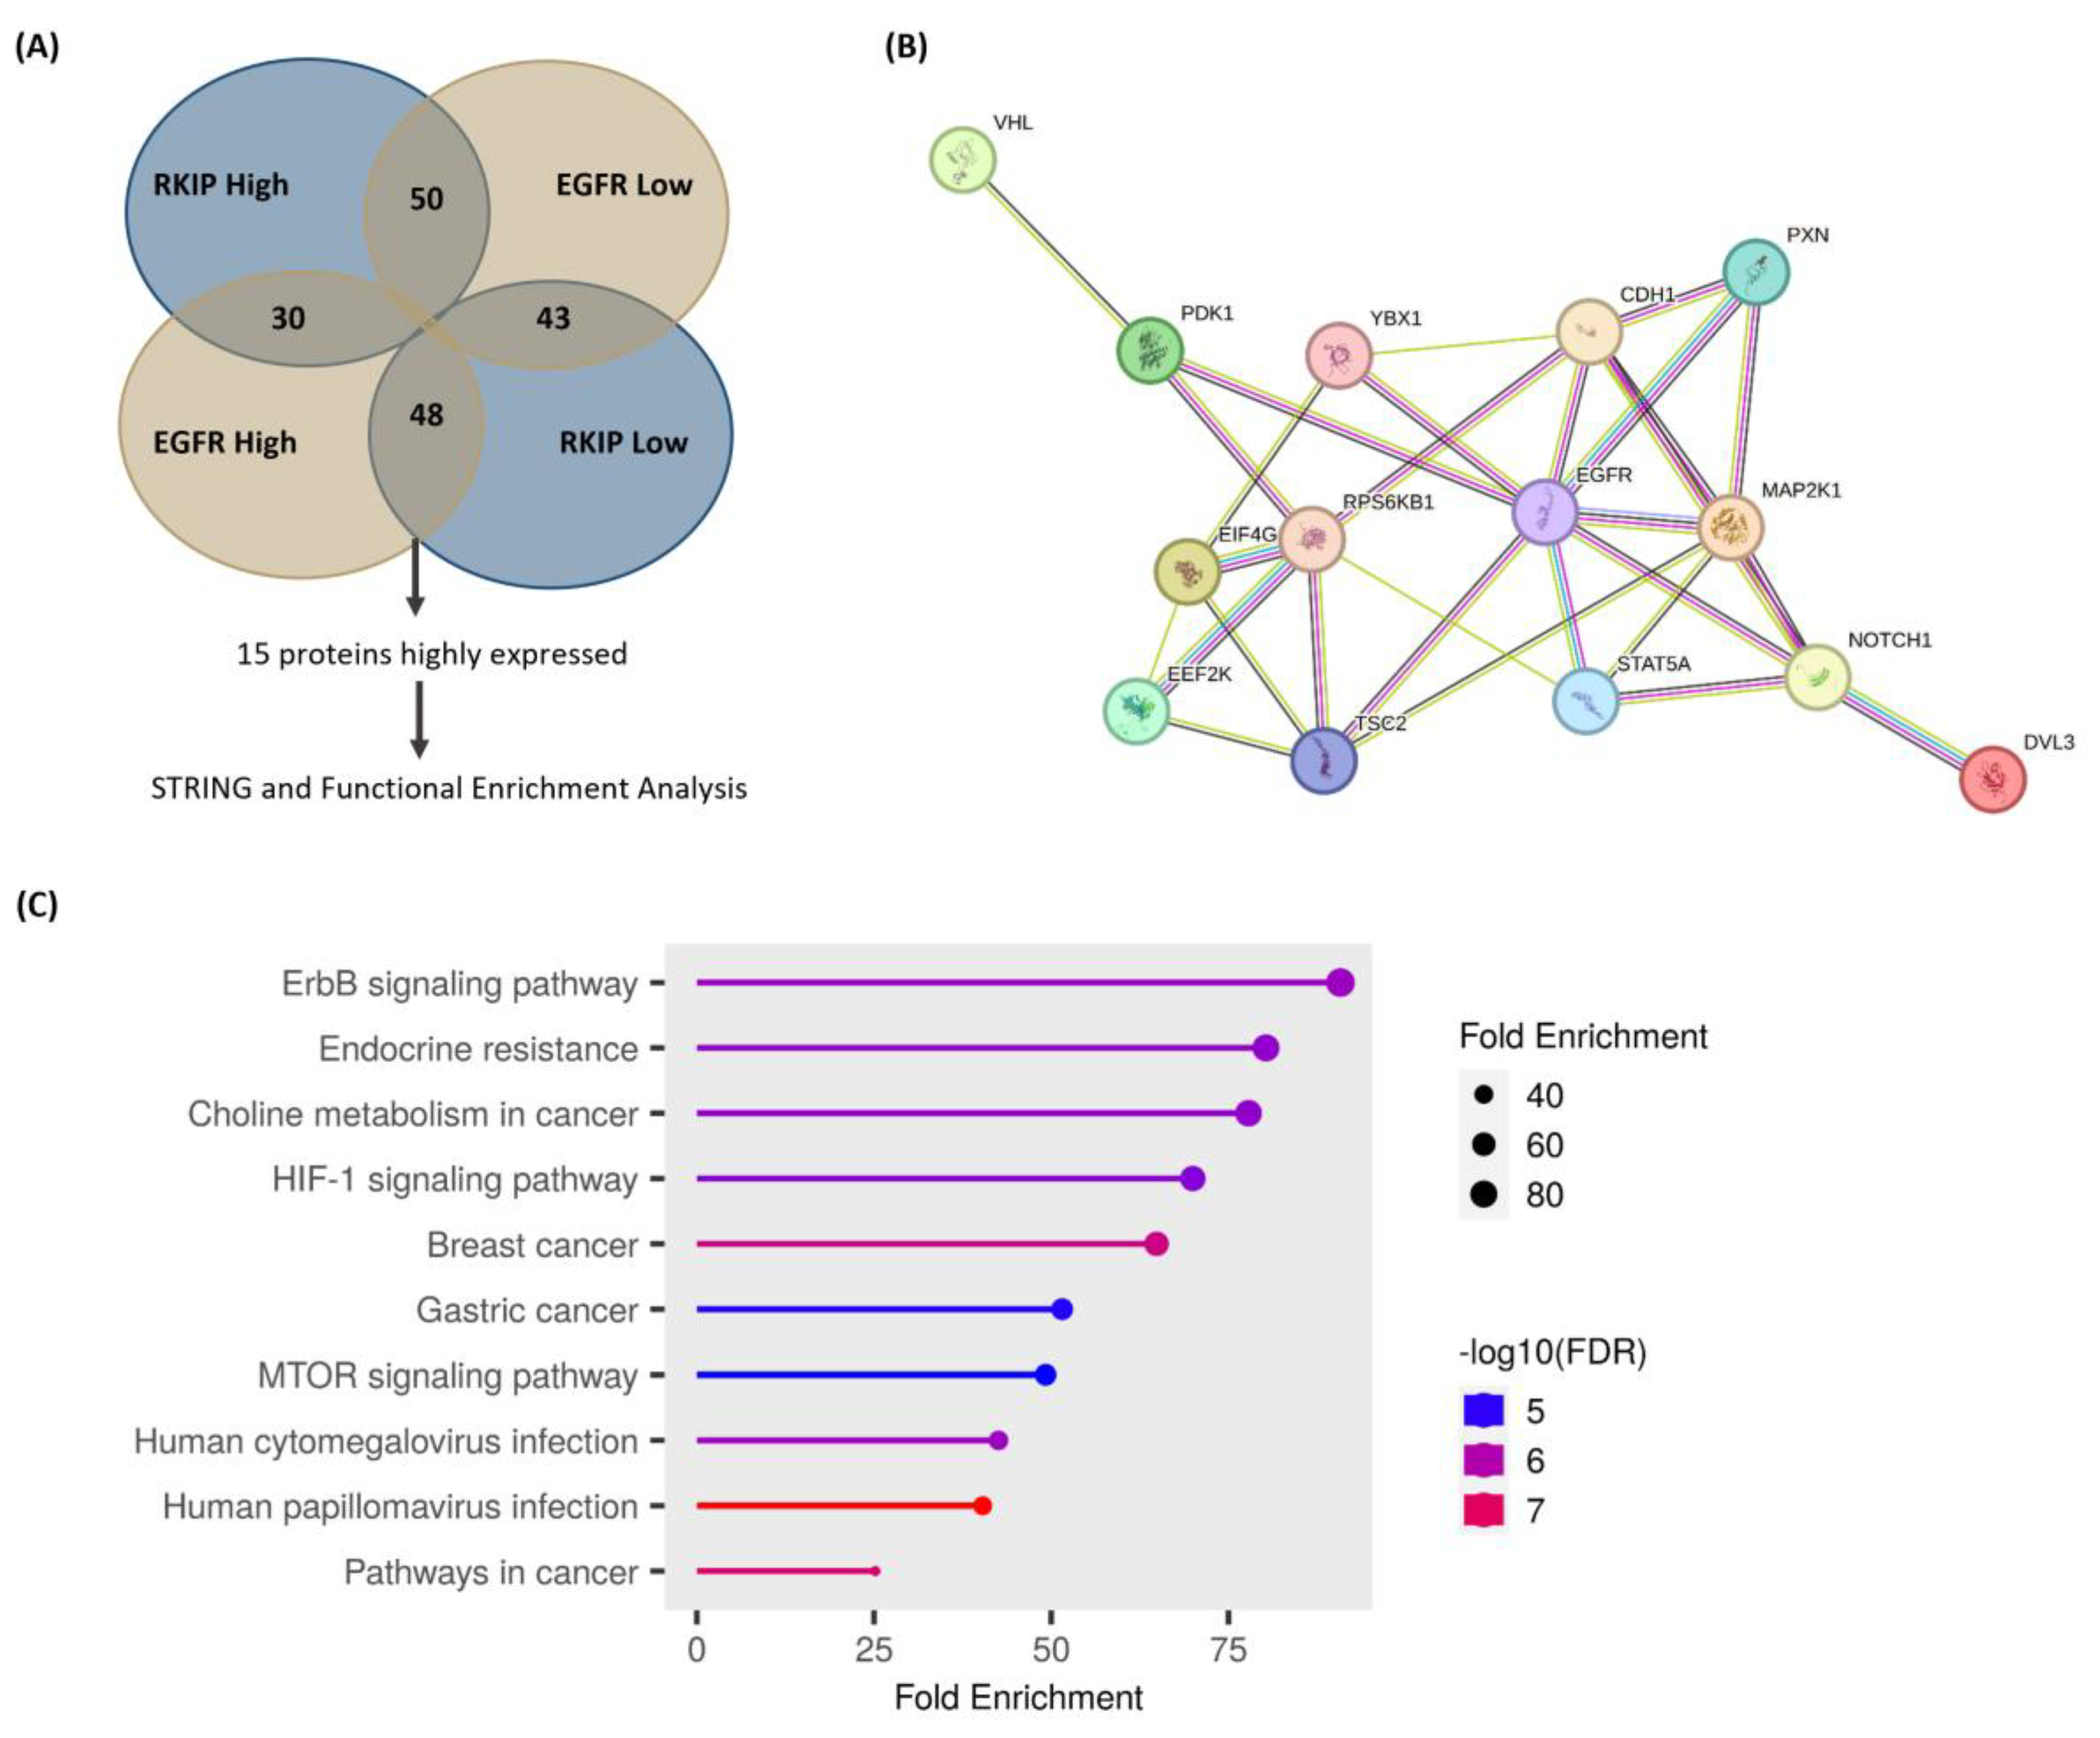 (A)
RKIP High
50
EGFR Low
30
43
48
EGFR High
RKIP Low
15 proteins highly expressed
STRING and Functional Enrichment Analysis
(B)
VHL
PXN
CDH1
PDK1
YBX1
EGFR
MAP2K1
RPS6KB1
EIF4G
NOTCH1
STAT5A
EEF2K
TSC2
DVL3
(C)
ErbB signaling pathway
Endocrine resistance
Choline metabolism in cancer
HIF-1 signaling pathway
Breast cancer
Gastric cancer
MTOR signaling pathway
Human cytomegalovirus infection
Human papillomavirus infection
Pathways in cancer
0 25 50 75
Fold Enrichment
Fold Enrichment
40
60
80
-log10(FDR)
5
6
7